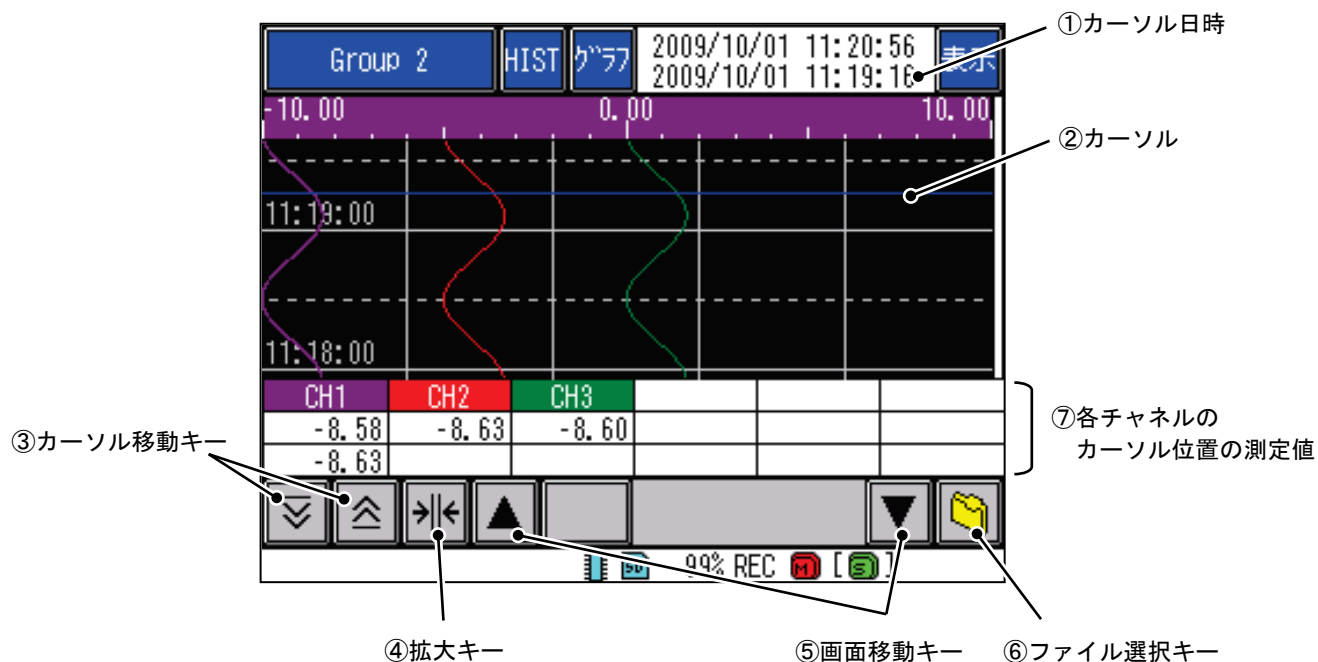 ①カーソル日時
Group 2 HIST グラフ 2009/10/01 11:20:56 表示
2009/10/01 11:19:16
-10.00 0.00 10.00
②カーソル
11:19:00
11:18:00
CH1 CH2 CH3
-8.58 -8.63 -8.60
-8.63
⑦各チャネルの
カーソル位置の測定値
③カーソル移動キー
SD 99% REC M [S]
④拡大キー
⑤画面移動キー
⑥ファイル選択キー